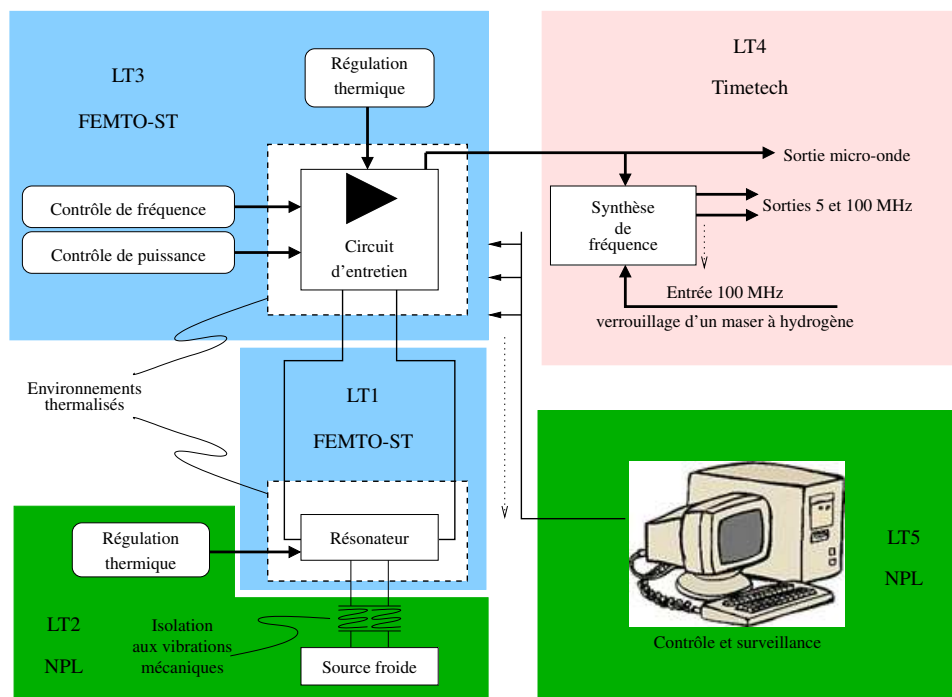 LT3
FEMTO-ST
Régulation
thermique
Contrôle de fréquence
Contrôle de puissance
Circuit
d'entretien
LT4
Timetech
Sortie micro-onde
Synthèse
de
fréquence
Sorties 5 et 100 MHz
Entrée 100 MHz
verrouillage d'un maser à hydrogène
Environnements
thermalisés
LT1
FEMTO-ST
Résonateur
Régulation
thermique
LT2
NPL
Isolation
aux vibrations
mécaniques
Source froide
LT5
NPL
Contrôle et surveillance